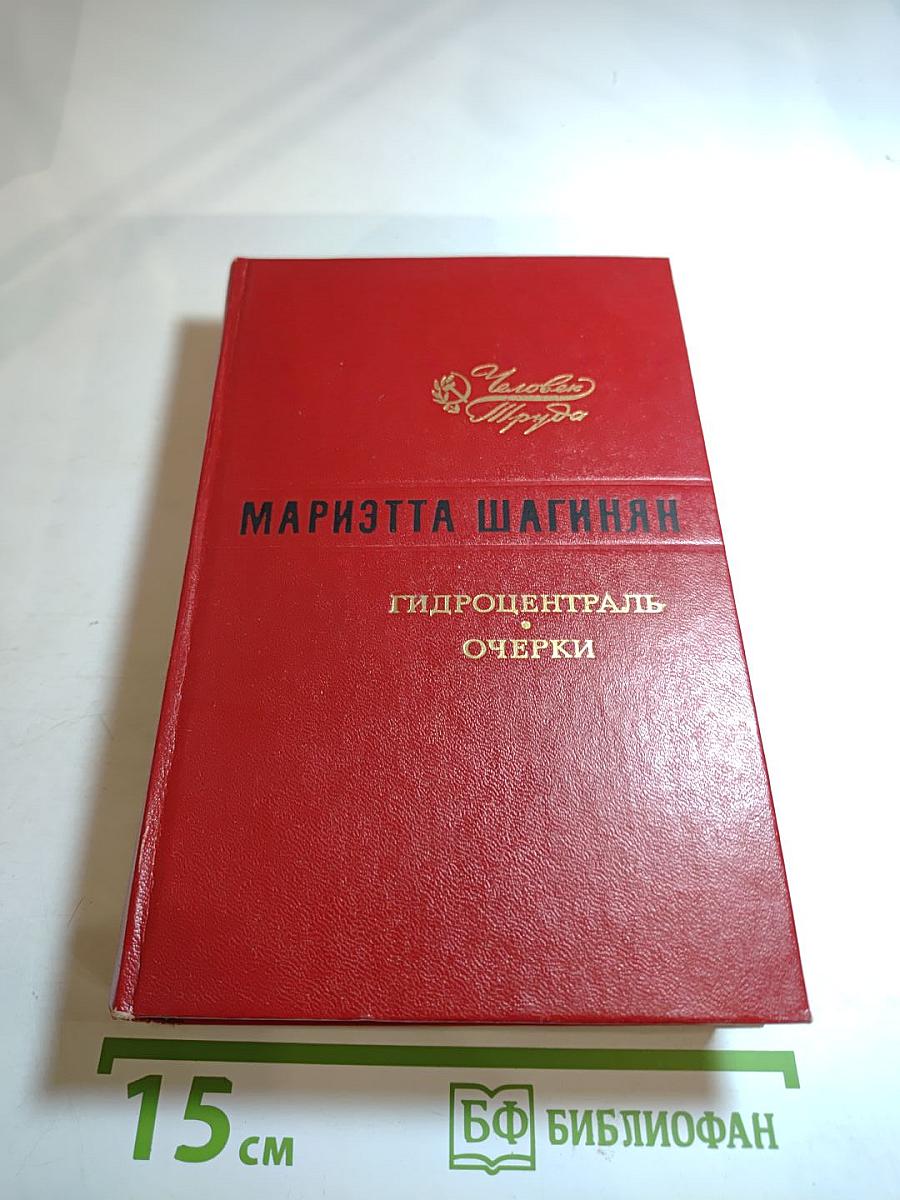 Человек
Труда
МАРИЭТТА ШАГИНЯН
ГИДРОЦЕНТРАЛЬ
•
ОЧЕРКИ
15 см
БФ БИБЛИОФАН